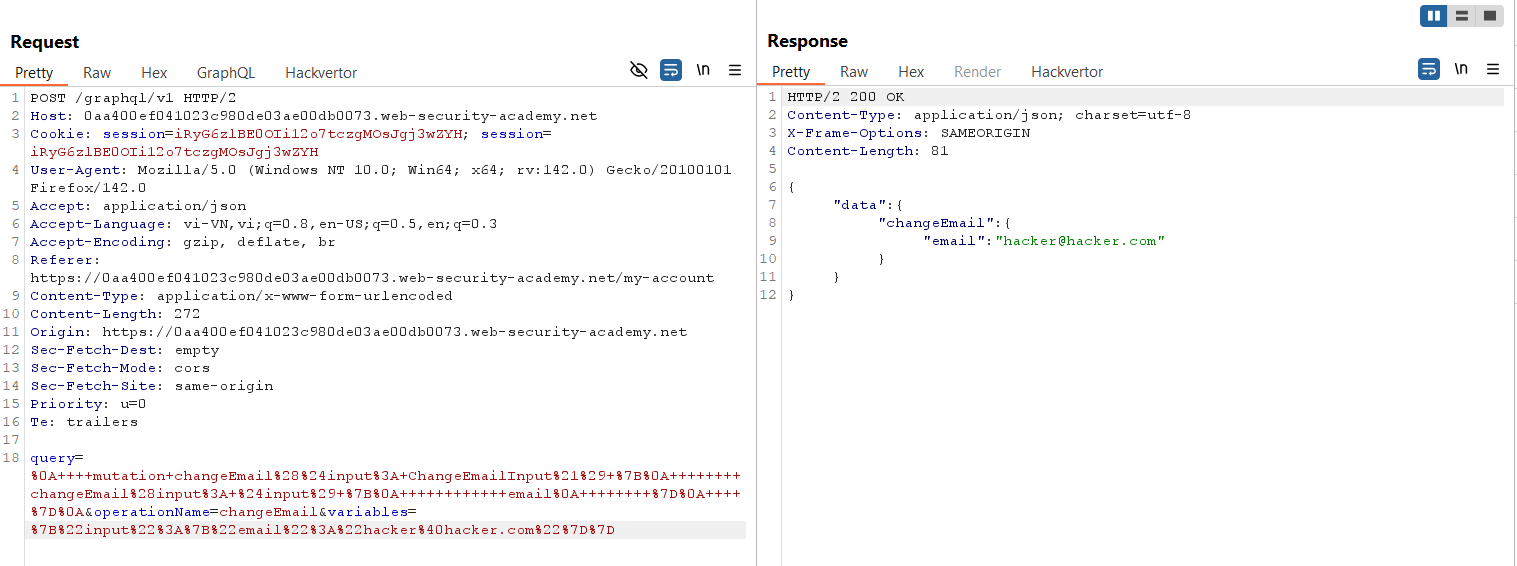 Request
Pretty Raw Hex GraphQL Hackvertor \n
1 POST /graphql/v1 HTTP/2
2 Host: 0aa400ef041023c980de03ae00db0073.web-security-academy.net
3 Cookie: session=iRyG6zlBE0OIi12o7tczgMOsJgj3wZYH; session=
iRyG6zlBE0OIi12o7tczgMOsJgj3wZYH
4 User-Agent: Mozilla/5.0 (Windows NT 10.0; Win64; x64; rv:142.0) Gecko/20100101
Firefox/142.0
5 Accept: application/json
6 Accept-Language: vi-VN,vi;q=0.8,en-US;q=0.5,en;q=0.3
7 Accept-Encoding: gzip, deflate, br
8 Referer:
https://0aa400ef041023c980de03ae00db0073.web-security-academy.net/my-account
9 Content-Type: application/x-www-form-urlencoded
10 Content-Length: 272
11 Origin: https://0aa400ef041023c980de03ae00db0073.web-security-academy.net
12 Sec-Fetch-Dest: empty
13 Sec-Fetch-Mode: cors
14 Sec-Fetch-Site: same-origin
15 Priority: u=0
16 Te: trailers
17
18 query=
%0A++++mutation+changeEmail%28%24input%3A+ChangeEmailInput%21%29+%7B%0A++++++++
changeEmail%28input%3A+%24input%29+%7B%0A++++++++++++email%0A++++++++%7D%0A++++
%7D%0A&operationName=changeEmail&variables=
%7B%22input%22%3A%7B%22email%22%3A%22hacker%40hacker.com%22%7D%7D
Response
Pretty Raw Hex Render Hackvertor \n
1 HTTP/2 200 OK
2 Content-Type: application/json; charset=utf-8
3 X-Frame-Options: SAMEORIGIN
4 Content-Length: 81
5
6 {
7 "data":{
8 "changeEmail":{
9 "email":"hacker@hacker.com"
10 }
11 }
12 }